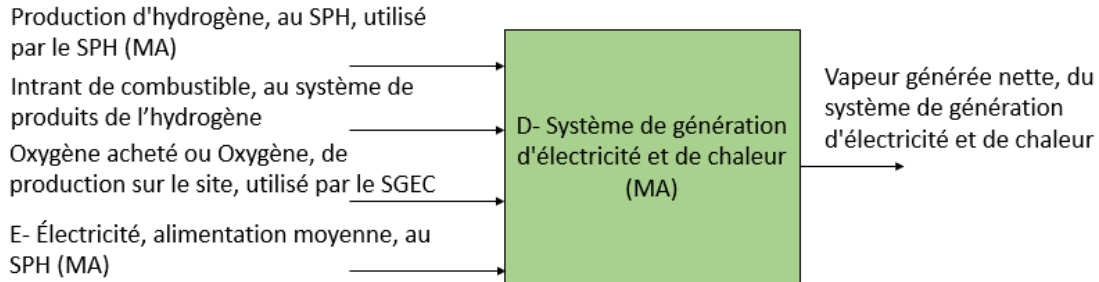 Production d'hydrogène, au SPH, utilisé
par le SPH (MA)
Intrant de combustible, au système de
produits de l’hydrogène
Oxygène acheté ou Oxygène, de
production sur le site, utilisé par le SGEC
E- Électricité, alimentation moyenne, au
SPH (MA)
D- Système de génération
d'électricité et de chaleur
(MA)
Vapeur générée nette, du
système de génération
d'électricité et de chaleur